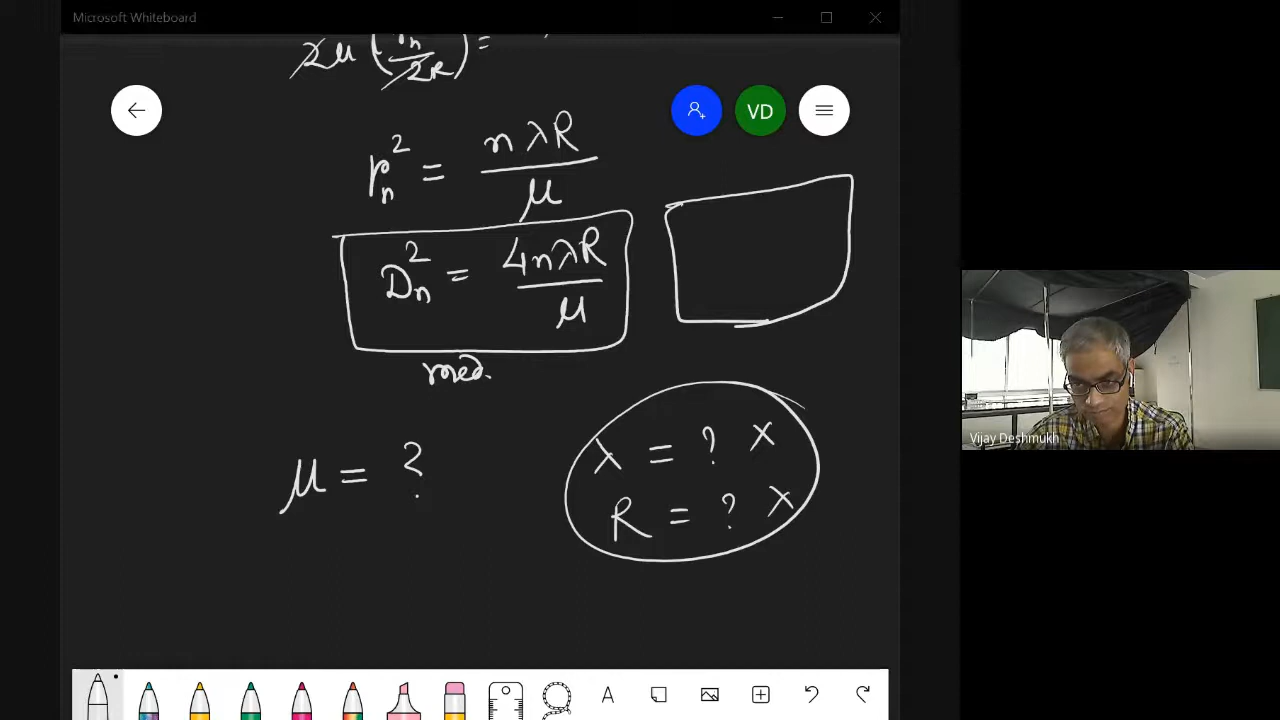 Microsoft Whiteboard
VD
r_n^2 = nλR/μ
D_n^2 = 4nλR/μ
med.
μ = ?
λ = ? X
R = ? X
Vijay Deshmukh
A